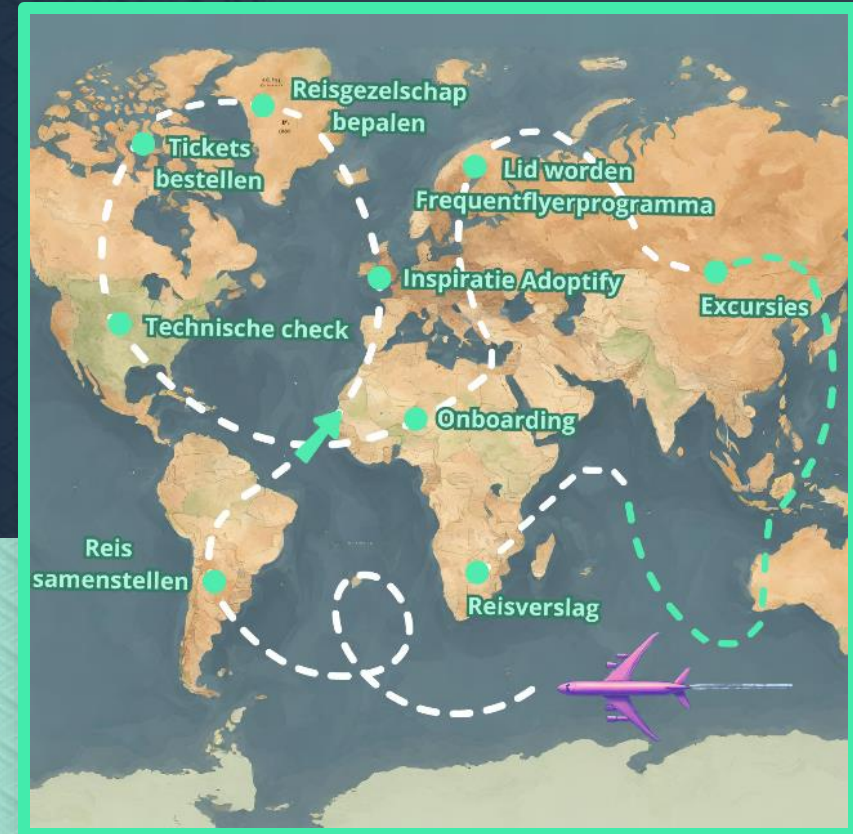 Reisgezelschap
bepalen
Tickets
bestellen
Lid worden
Frequentflyerprogramma
Inspiratie Adoptify
Excursies
Technische check
Onboarding
Reis
samenstellen
Reisverslag